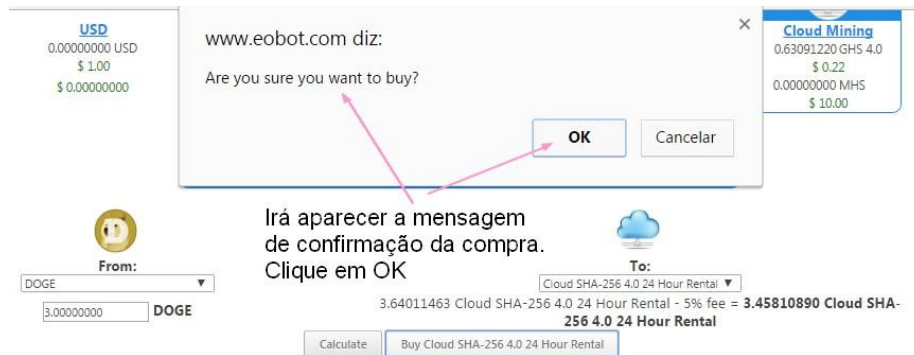 USD
0.00000000 USD
$ 1.00
$ 0.00000000
www.eobot.com diz:
Are you sure you want to buy?
OK
Cancelar
Cloud Mining
0.63091220 GHS 4.0
$ 0.22
0.00000000 MHS
$ 10.00
Irá aparecer a mensagem
de confirmação da compra.
Clique em OK
From:
DOGE
3.00000000 DOGE
To:
Cloud SHA-256 4.0 24 Hour Rental
3.64011463 Cloud SHA-256 4.0 24 Hour Rental - 5% fee = 3.45810890 Cloud SHA-
256 4.0 24 Hour Rental
Calculate
Buy Cloud SHA-256 4.0 24 Hour Rental